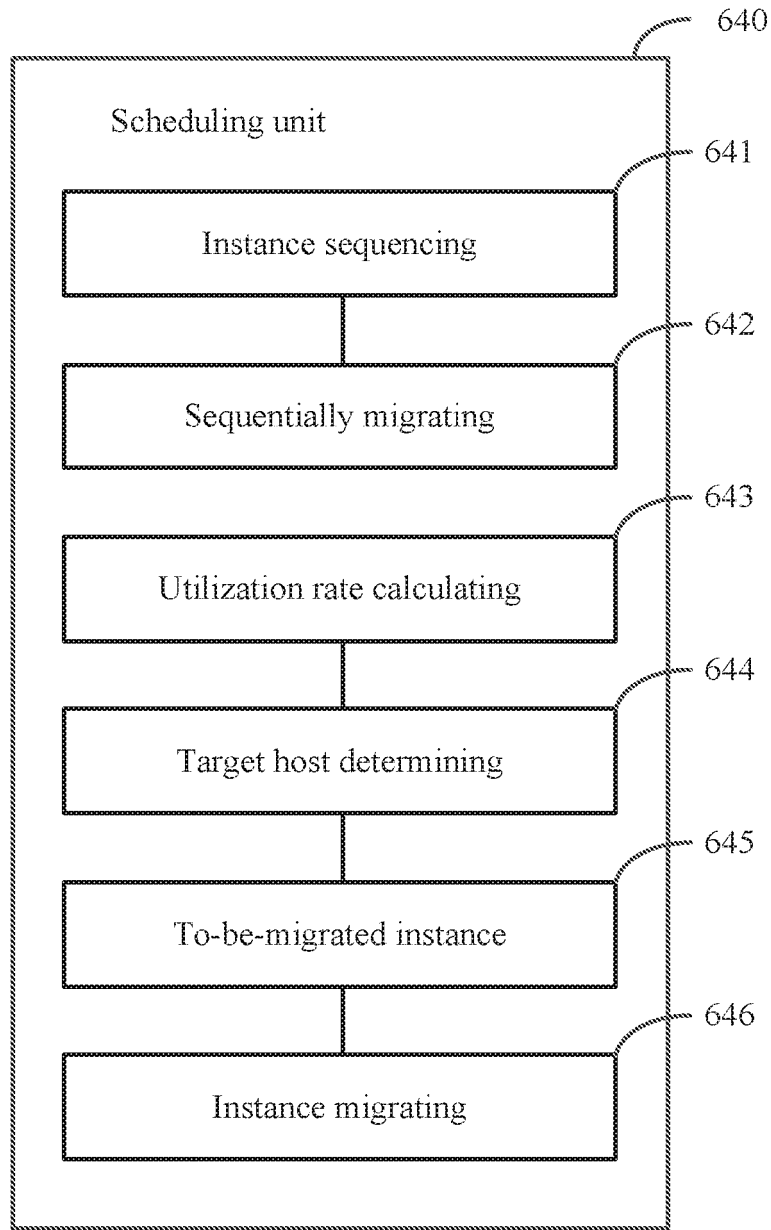 640
Scheduling unit
641
Instance sequencing
642
Sequentially migrating
643
Utilization rate calculating
644
Target host determining
645
To-be-migrated instance
646
Instance migrating